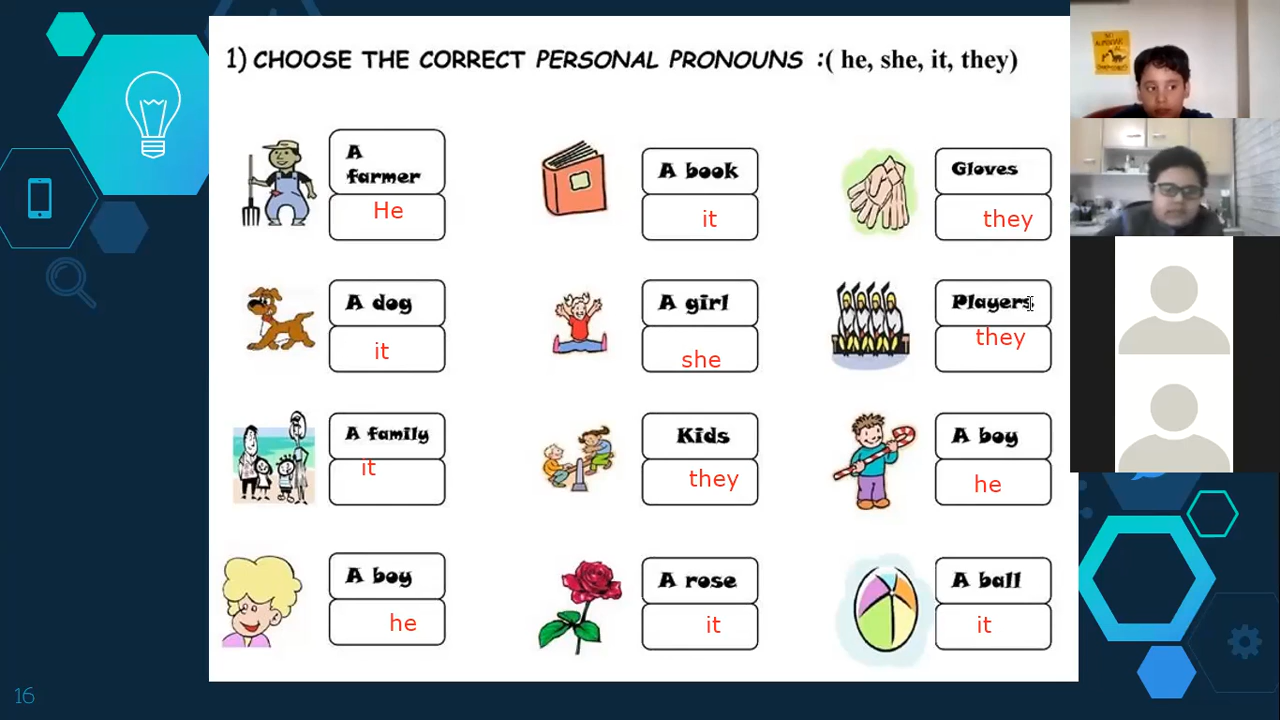 1) CHOOSE THE CORRECT PERSONAL PRONOUNS :( he, she, it, they)
A
farmer
He
A book
it
Gloves
they
A dog
it
A girl
she
Players
they
A family
it
Kids
they
A boy
he
A boy
he
A rose
it
A ball
it
16